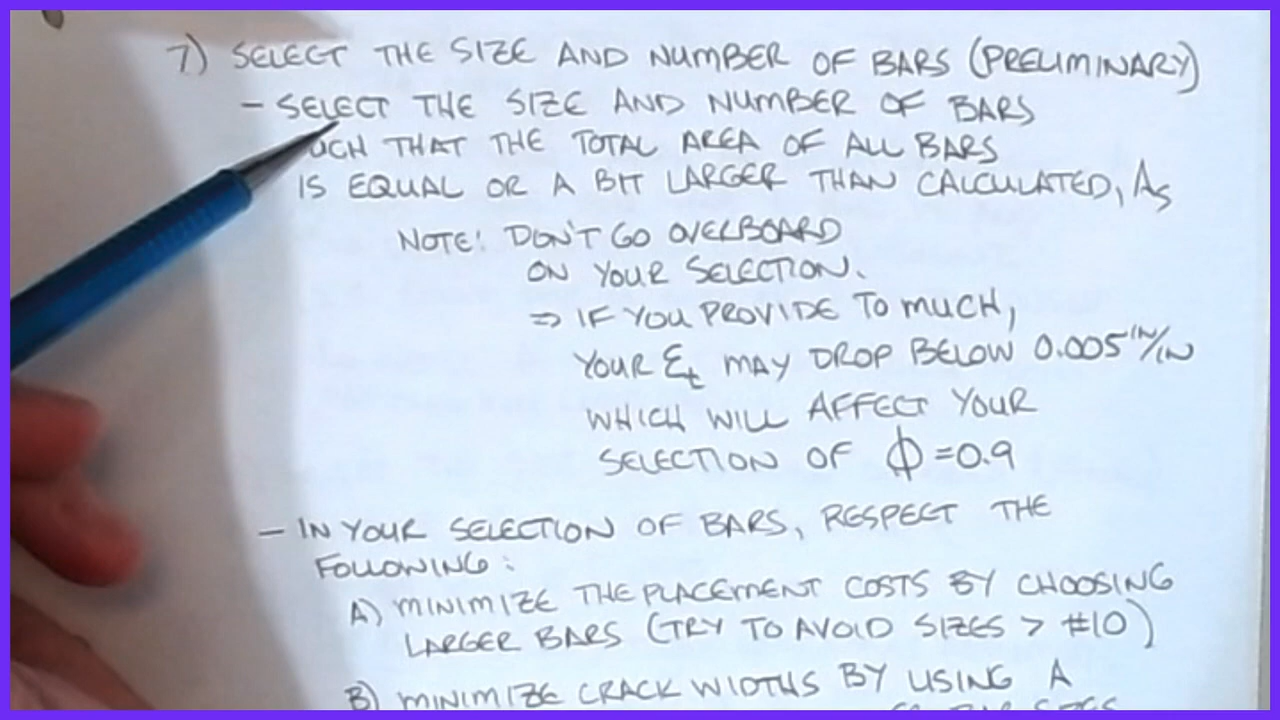 7) SELECT THE SIZE AND NUMBER OF BARS (PRELIMINARY)
- SELECT THE SIZE AND NUMBER OF BARS
UCH THAT THE TOTAL AREA OF ALL BARS
IS EQUAL OR A BIT LARGER THAN CALCULATED, As
NOTE: DON'T GO OVERBOARD
ON YOUR SELECTION.
⇒ IF YOU PROVIDE TO MUCH,
YOUR Ɛt MAY DROP BELOW 0.005 IN/IN
WHICH WILL AFFECT YOUR
SELECTION OF ϕ = 0.9
- IN YOUR SELECTION OF BARS, RESPECT THE
FOLLOWING:
A) MINIMIZE THE PLACEMENT COSTS BY CHOOSING
LARGER BARS (TRY TO AVOID SIZES > #10)
B) MINIMIZE CRACK WIDTHS BY USING A